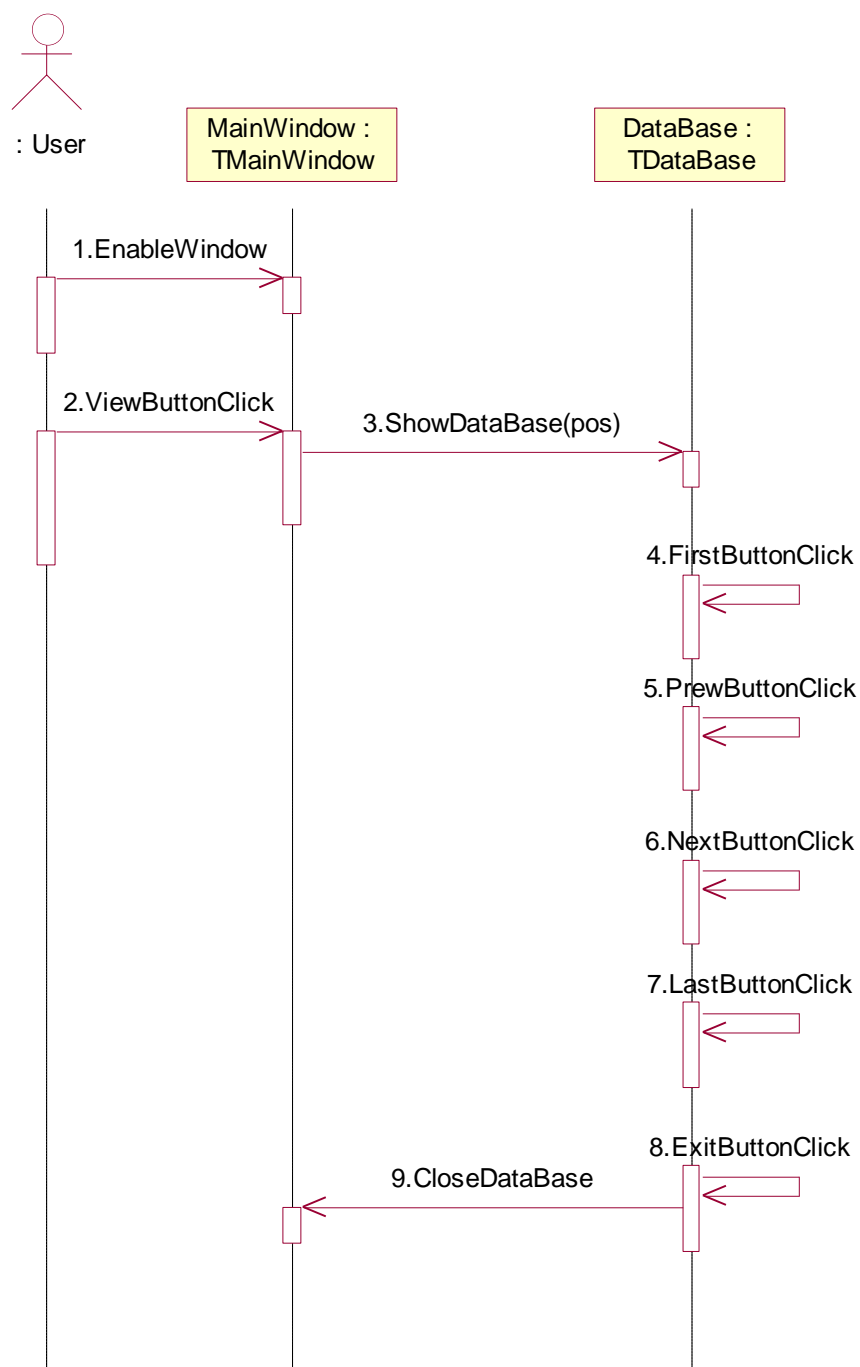 : User
MainWindow :
TMainWindow
DataBase :
TDataBase
1.EnableWindow
2.ViewButtonClick
3.ShowDataBase(pos)
4.FirstButtonClick
5.PrewButtonClick
6.NextButtonClick
7.LastButtonClick
8.ExitButtonClick
9.CloseDataBase